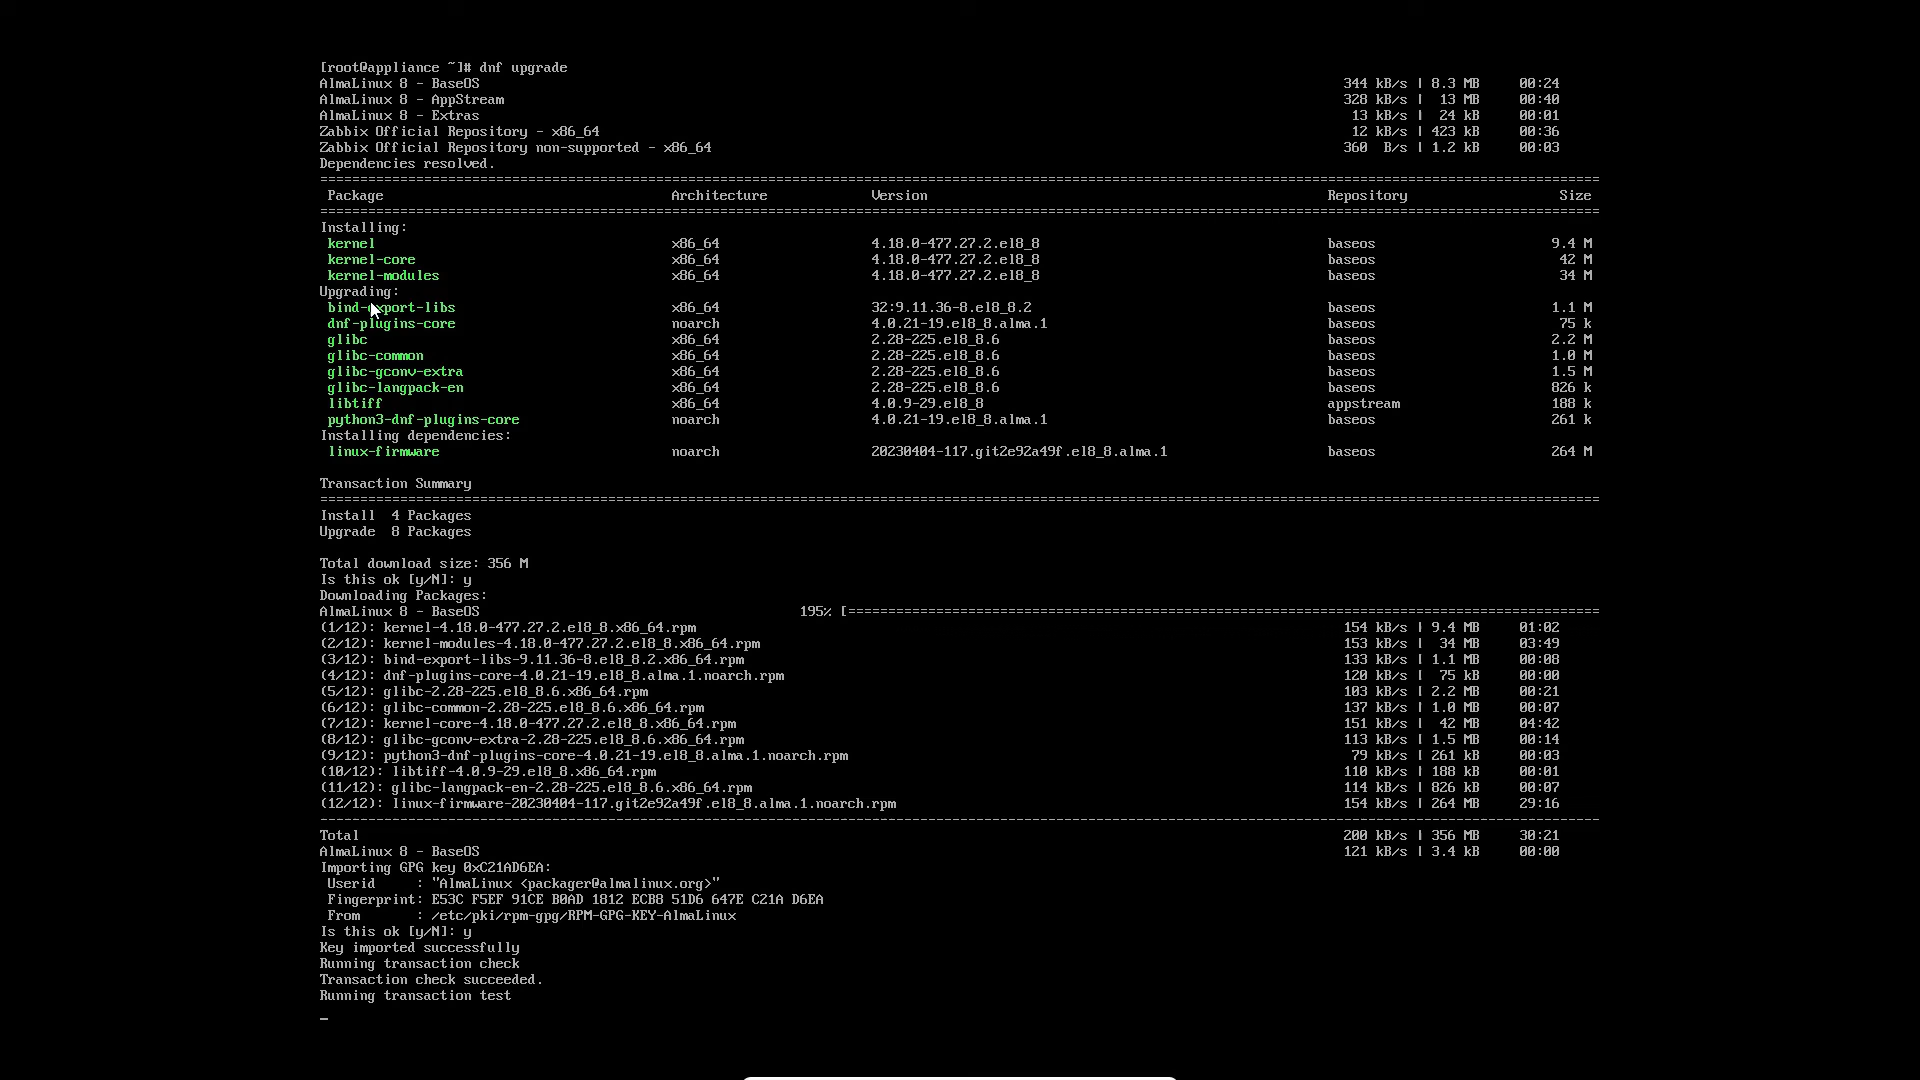 [root@appliance ~]# dnf upgrade
AlmaLinux 8 - BaseOS 344 kB/s | 8.3 MB 00:24
AlmaLinux 8 - AppStream 328 kB/s | 13 MB 00:40
AlmaLinux 8 - Extras 13 kB/s | 24 kB 00:01
Zabbix Official Repository - x86_64 12 kB/s | 423 kB 00:36
Zabbix Official Repository non-supported - x86_64 360 B/s | 1.2 kB 00:03
Dependencies resolved.
================================================================================
Package Architecture Version Repository Size
================================================================================
Installing:
kernel x86_64 4.18.0-477.27.2.el8_8 baseos 9.4 M
kernel-core x86_64 4.18.0-477.27.2.el8_8 baseos 42 M
kernel-modules x86_64 4.18.0-477.27.2.el8_8 baseos 34 M
Upgrading:
bind-export-libs x86_64 32:9.11.36-8.el8_8.2 baseos 1.1 M
dnf-plugins-core noarch 4.0.21-19.el8_8.alma.1 baseos 75 k
glibc x86_64 2.28-225.el8_8.6 baseos 2.2 M
glibc-common x86_64 2.28-225.el8_8.6 baseos 1.0 M
glibc-gconv-extra x86_64 2.28-225.el8_8.6 baseos 1.5 M
glibc-langpack-en x86_64 2.28-225.el8_8.6 baseos 826 k
libtiff x86_64 4.0.9-29.el8_8 appstream 188 k
python3-dnf-plugins-core noarch 4.0.21-19.el8_8.alma.1 baseos 261 k
Installing dependencies:
linux-firmware noarch 20230404-117.git2e92a49f.el8_8.alma.1 baseos 264 M
Transaction Summary
================================================================================
Install 4 Packages
Upgrade 8 Packages
Total download size: 356 M
Is this ok [y/N]: y
Downloading Packages:
AlmaLinux 8 - BaseOS 195% [===============================================
(1/12): kernel-4.18.0-477.27.2.el8_8.x86_64.rpm 154 kB/s | 9.4 MB 01:02
(2/12): kernel-modules-4.18.0-477.27.2.el8_8.x86_64.rpm 153 kB/s | 34 MB 03:49
(3/12): bind-export-libs-9.11.36-8.el8_8.2.x86_64.rpm 133 kB/s | 1.1 MB 00:08
(4/12): dnf-plugins-core-4.0.21-19.el8_8.alma.1.noarch.rpm 120 kB/s | 75 kB 00:00
(5/12): glibc-2.28-225.el8_8.6.x86_64.rpm 103 kB/s | 2.2 MB 00:21
(6/12): glibc-common-2.28-225.el8_8.6.x86_64.rpm 137 kB/s | 1.0 MB 00:07
(7/12): kernel-core-4.18.0-477.27.2.el8_8.x86_64.rpm 151 kB/s | 42 MB 04:42
(8/12): glibc-gconv-extra-2.28-225.el8_8.6.x86_64.rpm 113 kB/s | 1.5 MB 00:14
(9/12): python3-dnf-plugins-core-4.0.21-19.el8_8.alma.1.noarch.rpm 79 kB/s | 261 kB 00:03
(10/12): libtiff-4.0.9-29.el8_8.x86_64.rpm 110 kB/s | 188 kB 00:01
(11/12): glibc-langpack-en-2.28-225.el8_8.6.x86_64.rpm 114 kB/s | 826 kB 00:07
(12/12): linux-firmware-20230404-117.git2e92a49f.el8_8.alma.1.noarch.rpm 154 kB/s | 264 MB 29:16
--------------------------------------------------------------------------------
Total 200 kB/s | 356 MB 30:21
AlmaLinux 8 - BaseOS 121 kB/s | 3.4 kB 00:00
Importing GPG key 0xC21AD6EA:
Userid : "AlmaLinux <packager@almalinux.org>"
Fingerprint: E53C F5EF 91CE B0AD 1812 ECB8 51D6 647E C21A D6EA
From : /etc/pki/rpm-gpg/RPM-GPG-KEY-AlmaLinux
Is this ok [y/N]: y
Key imported successfully
Running transaction check
Transaction check succeeded.
Running transaction test
_